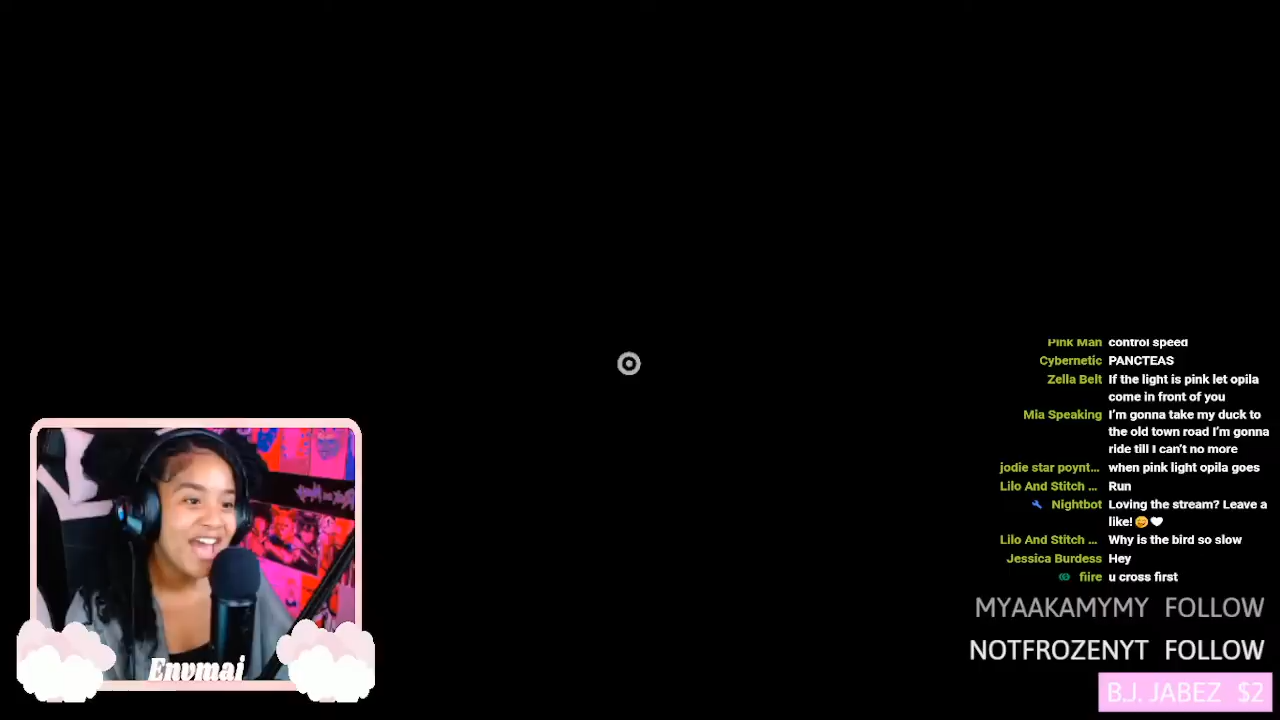 Pink Man control speed
Cybernetic PANCTEAS
Zella Belt If the light is pink let opila
come in front of you
Mia Speaking I'm gonna take my duck to
the old town road I'm gonna
ride till I can't no more
jodie star poynt... when pink light opila goes
Lilo And Stitch ... Run
Nightbot Loving the stream? Leave a
like! 😊🤍
Lilo And Stitch ... Why is the bird so slow
Jessica Burdess Hey
fiire u cross first
MYAAKAMYMY FOLLOW
NOTFROZENYT FOLLOW
B.J. JABEZ $2
Envmai